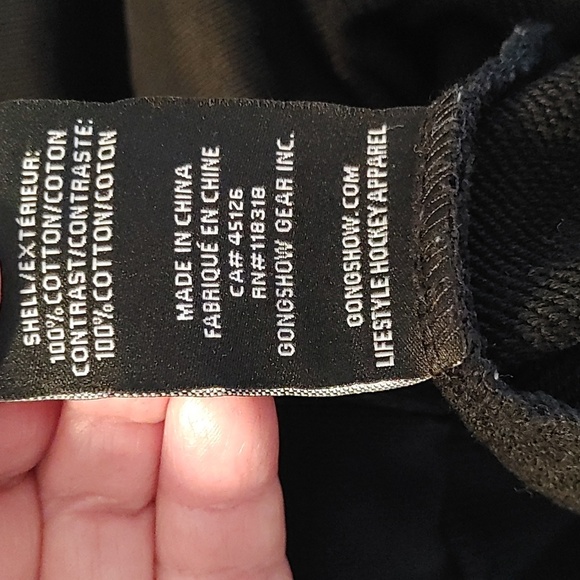 SHELL/EXTÉRIEUR:
100% COTTON/COTON
CONTRAST/CONTRASTE:
100% COTTON/COTON
MADE IN CHINA
FABRIQUÉ EN CHINE
CA# 45126
RN# 118318
GONGSHOW GEAR INC.
GONGSHOW.COM
LIFESTYLE HOCKEY APPAREL